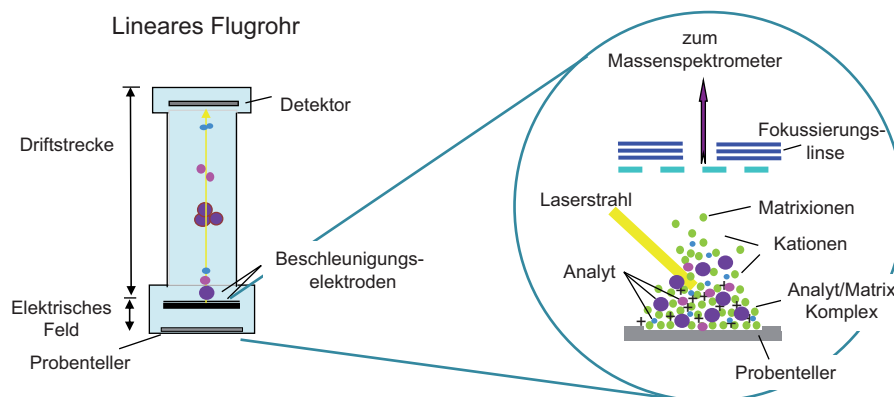 Lineares Flugrohr
Detektor
Driftstrecke
Beschleunigungs-
elektroden
Elektrisches
Feld
Probenteller
zum
Massenspektrometer
Fokussierungs-
linse
Laserstrahl
Matrixionen
Kationen
Analyt
Analyt/Matrix
Komplex
Probenteller